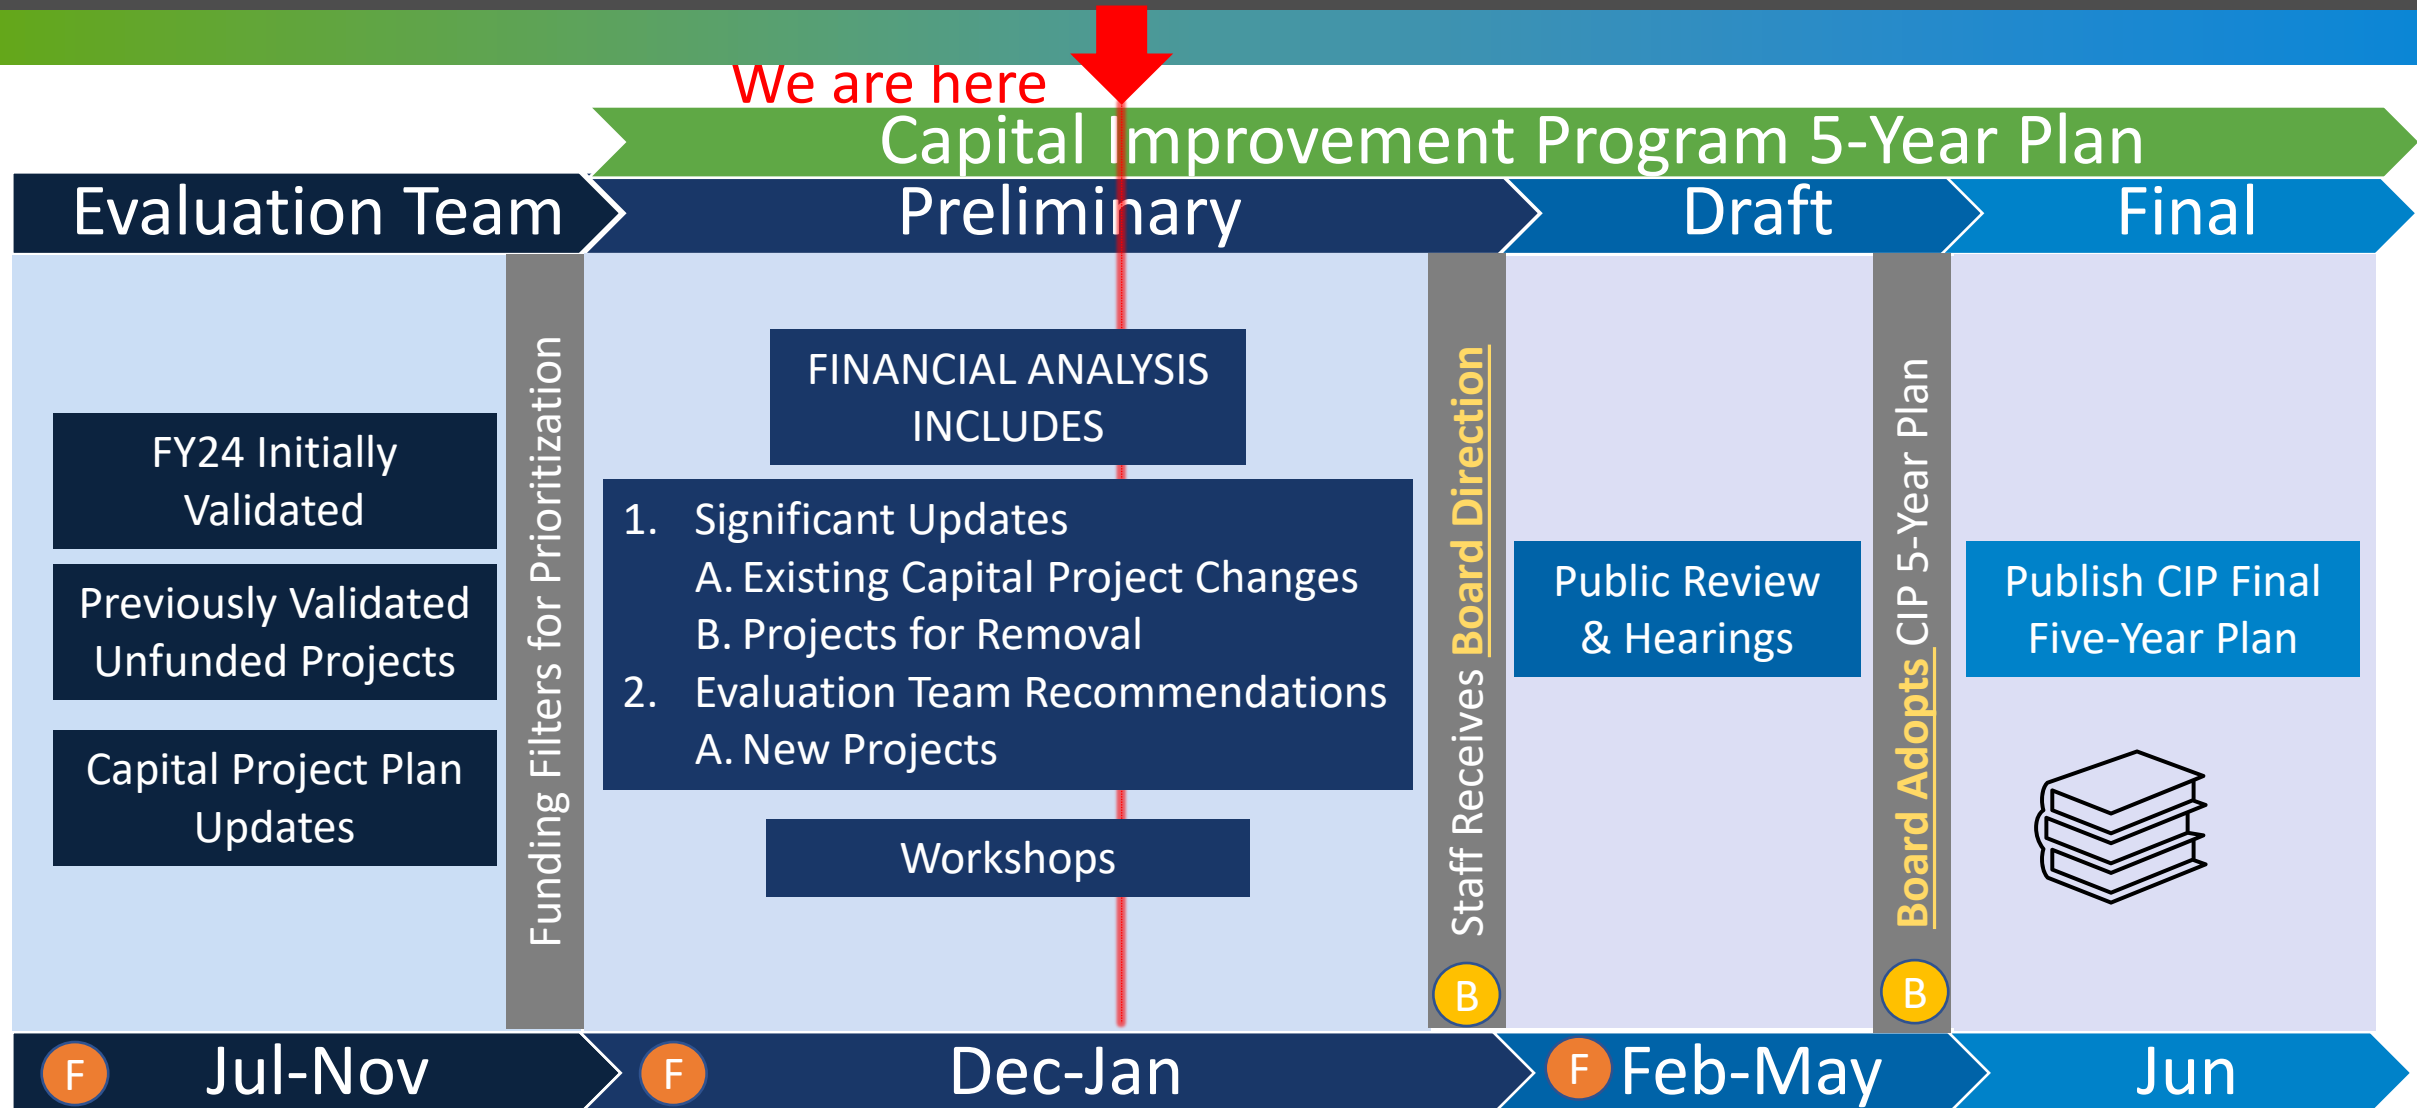 We are here
Capital Improvement Program 5-Year Plan
Evaluation Team
Preliminary
Draft
Final
FY24 Initially
Validated
Previously Validated
Unfunded Projects
Capital Project Plan
Updates
Funding Filters for Prioritization
FINANCIAL ANALYSIS
INCLUDES
1. Significant Updates
A. Existing Capital Project Changes
B. Projects for Removal
2. Evaluation Team Recommendations
A. New Projects
Workshops
Staff Receives Board Direction
B
Public Review
& Hearings
Board Adopts CIP 5-Year Plan
B
Publish CIP Final
Five-Year Plan
F
Jul-Nov
F
Dec-Jan
F
Feb-May
Jun